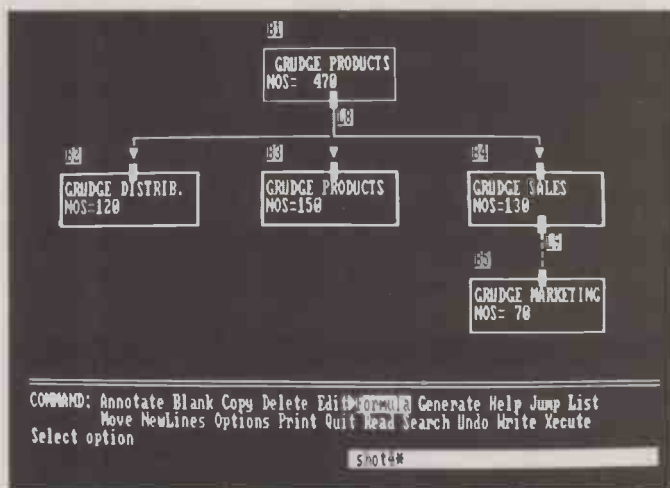 B1
GRUDGE PRODUCTS
NOS= 470
L8
B2 B3 B4
GRUDGE DISTRIB. GRUDGE PRODUCTS GRUDGE SALES
NOS=120 NOS=150 NOS=130
B5
GRUDGE MARKETING
NOS= 70
COMMAND: Annotate Blank Copy Delete Edit Formula Generate Help Jump List
Move NewLines Options Print Quit Read Search Undo Write Xecute
Select option